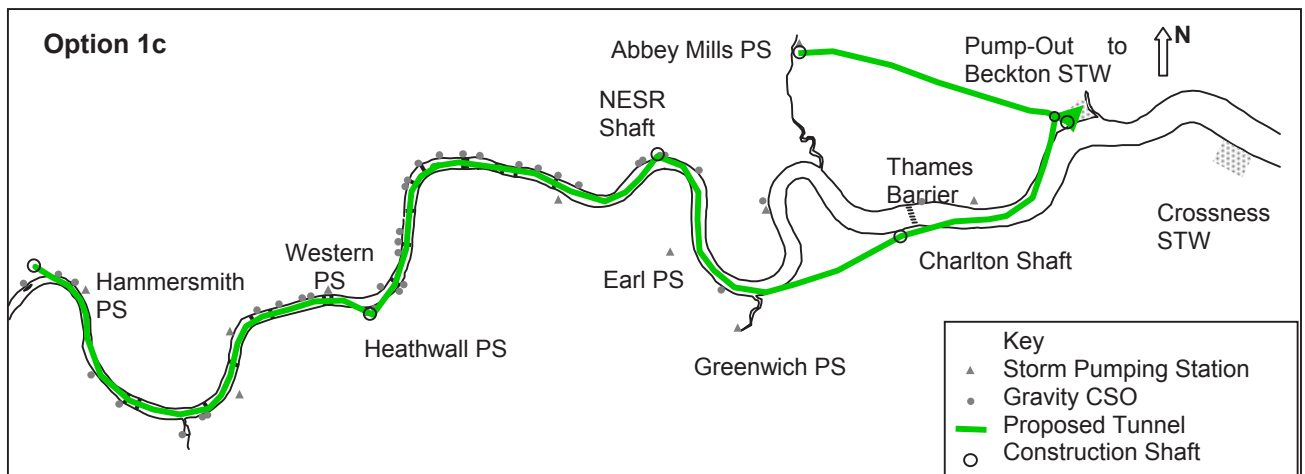 Option 1c
Abbey Mills PS
Pump-Out to
Beckton STW
N
NESR
Shaft
Thames
Barrier
Crossness
STW
Western
PS
Hammersmith
PS
Earl PS
Charlton Shaft
Heathwall PS
Greenwich PS
Key
Storm Pumping Station
Gravity CSO
Proposed Tunnel
Construction Shaft